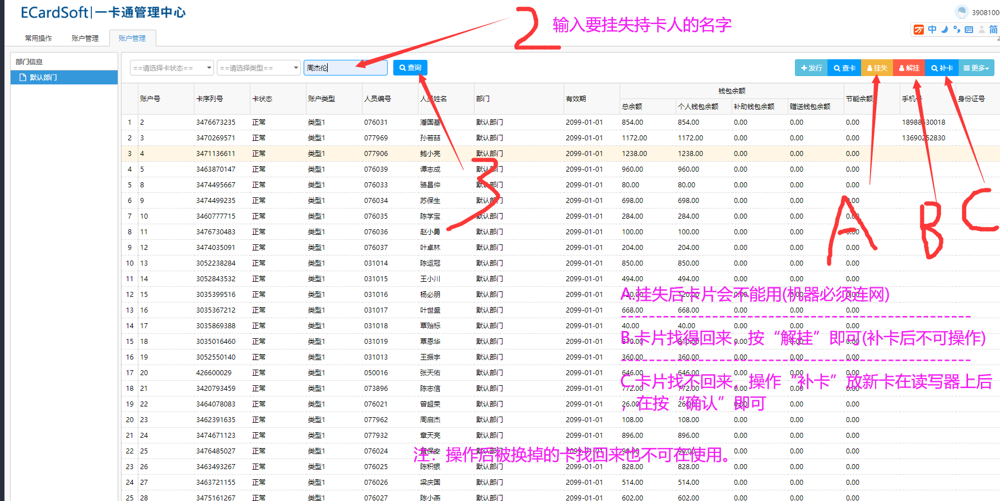 ECardSoft|一卡通管理中心
3908100
中 简
常用操作 账户管理 账户管理
2 输入要挂失持卡人的名字
部门信息
默认部门
==请选择卡状态== ==请选择类型== 周杰伦 查询
发行 查卡 挂失 解挂 补卡 更多
账户号 卡序列号 卡状态 账户类型 人员编号 人员姓名 部门 有效期 钱包余额 节能余额 手机号 身份证号
总余额 个人钱包余额 补助钱包余额 赠送钱包余额
1 2 3476673235 正常 类型1 076031 潘国基 默认部门 2099-01-01 854.00 854.00 0.00 0.00 0.00 18988530018
2 3 3470269571 正常 类型1 077969 孙若喆 默认部门 2099-01-01 1172.00 1172.00 0.00 0.00 0.00 13690252830
3 4 3471136611 正常 类型1 077906 鲍小亮 默认部门 2099-01-01 1238.00 1238.00 0.00 0.00 0.00
4 5 3463870147 正常 类型1 076039 谭志成 默认部门 2099-01-01 960.00 960.00 0.00 0.00 0.00
5 8 3474495667 正常 类型1 076033 骆昌仲 默认部门 2099-01-01 80.00 80.00 0.00 0.00 0.00
6 9 3474499235 正常 类型1 076034 苏保生 默认部门 2099-01-01 698.00 698.00 0.00 0.00 0.00
7 10 3460777715 正常 类型1 076035 陈学宝 默认部门 2099-01-01 284.00 284.00 0.00 0.00 0.00
8 11 3476730483 正常 类型1 076036 赵小勇 默认部门 2099-01-01 100.00 100.00 0.00 0.00 0.00
9 12 3474035091 正常 类型1 076037 叶卓林 默认部门 2099-01-01 204.00 204.00 0.00 0.00 0.00
10 13 3052238284 正常 类型1 031014 陈运冠 默认部门 2099-01-01 850.00 850.00 0.00 0.00 0.00
11 14 3052843532 正常 类型1 031015 王小川 默认部门 2099-01-01 494.00 494.00 0.00 0.00 0.00
12 15 3035399516 正常 类型1 031016 杨必朋 默认部门 2099-01-01 120.00 120.00 0.00 0.00 0.00
13 16 3035367212 正常 类型1 031017 叶世盛 默认部门 2099-01-01 668.00 668.00 0.00 0.00 0.00
14 17 3035869388 正常 类型1 031018 覃贻标 默认部门 2099-01-01 40.00 40.00 0.00 0.00 0.00
15 18 3035016460 正常 类型1 031019 覃恩华 默认部门 2099-01-01 810.00 810.00 0.00 0.00 0.00
16 19 3052550140 正常 类型1 031013 王振宇 默认部门 2099-01-01 360.00 360.00 0.00 0.00 0.00
17 20 426600029 正常 类型1 050016 张天佑 默认部门 2099-01-01 646.00 646.00 0.00 0.00 0.00
18 21 3420793459 正常 类型1 073896 陈志信 默认部门 2099-01-01 772.00 772.00 0.00 0.00 0.00
19 22 3464078083 正常 类型1 076021 曾超荣 默认部门 2099-01-01 26.00 26.00 0.00 0.00 0.00
20 23 3462391635 正常 类型1 077962 周启杰 默认部门 2099-01-01 108.00 108.00 0.00 0.00 0.00
21 24 3474671123 正常 类型1 077932 章天亮 默认部门 2099-01-01 896.00 896.00 0.00 0.00 0.00
22 25 3476485027 正常 类型1 076024 黄保安 默认部门 2099-01-01 90.00 90.00 0.00 0.00 0.00
23 26 3463493267 正常 类型1 076025 陈积银 默认部门 2099-01-01 828.00 828.00 0.00 0.00 0.00
24 27 3463721155 正常 类型1 076026 梁庆国 默认部门 2099-01-01 514.00 514.00 0.00 0.00 0.00
25 28 3475161267 正常 类型1 076027 陈小燕 默认部门 2099-01-01 602.00 602.00 0.00 0.00 0.00
3
A B C
A.挂失后卡片会不能用(机器必须连网)
B.卡片找得回来，按“解挂”即可(补卡后不可操作)
C.卡片找不回来，操作“补卡”放新卡在读写器上后
，在按“确认”即可
注：操作后被换掉的卡找回来也不可在使用。